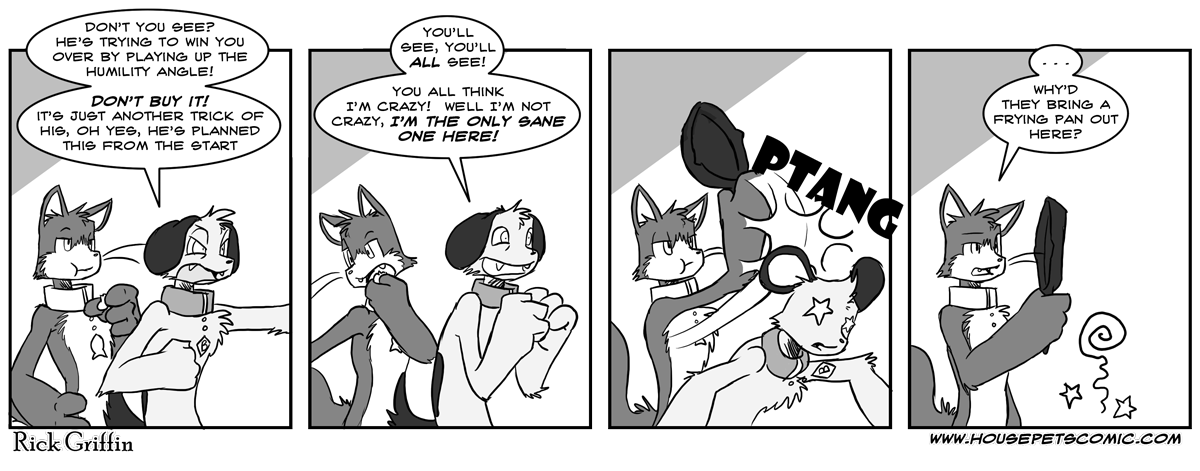 DON'T YOU SEE?
HE'S TRYING TO WIN YOU
OVER BY PLAYING UP THE
HUMILITY ANGLE!
DON'T BUY IT!
IT'S JUST ANOTHER TRICK OF
HIS, OH YES, HE'S PLANNED
THIS FROM THE START
YOU'LL
SEE, YOU'LL
ALL SEE!
YOU ALL THINK
I'M CRAZY! WELL I'M NOT
CRAZY, I'M THE ONLY SANE
ONE HERE!
PTANG
...
WHY'D
THEY BRING A
FRYING PAN OUT
HERE?
Rick Griffin
WWW.HOUSEPETSCOMIC.COM